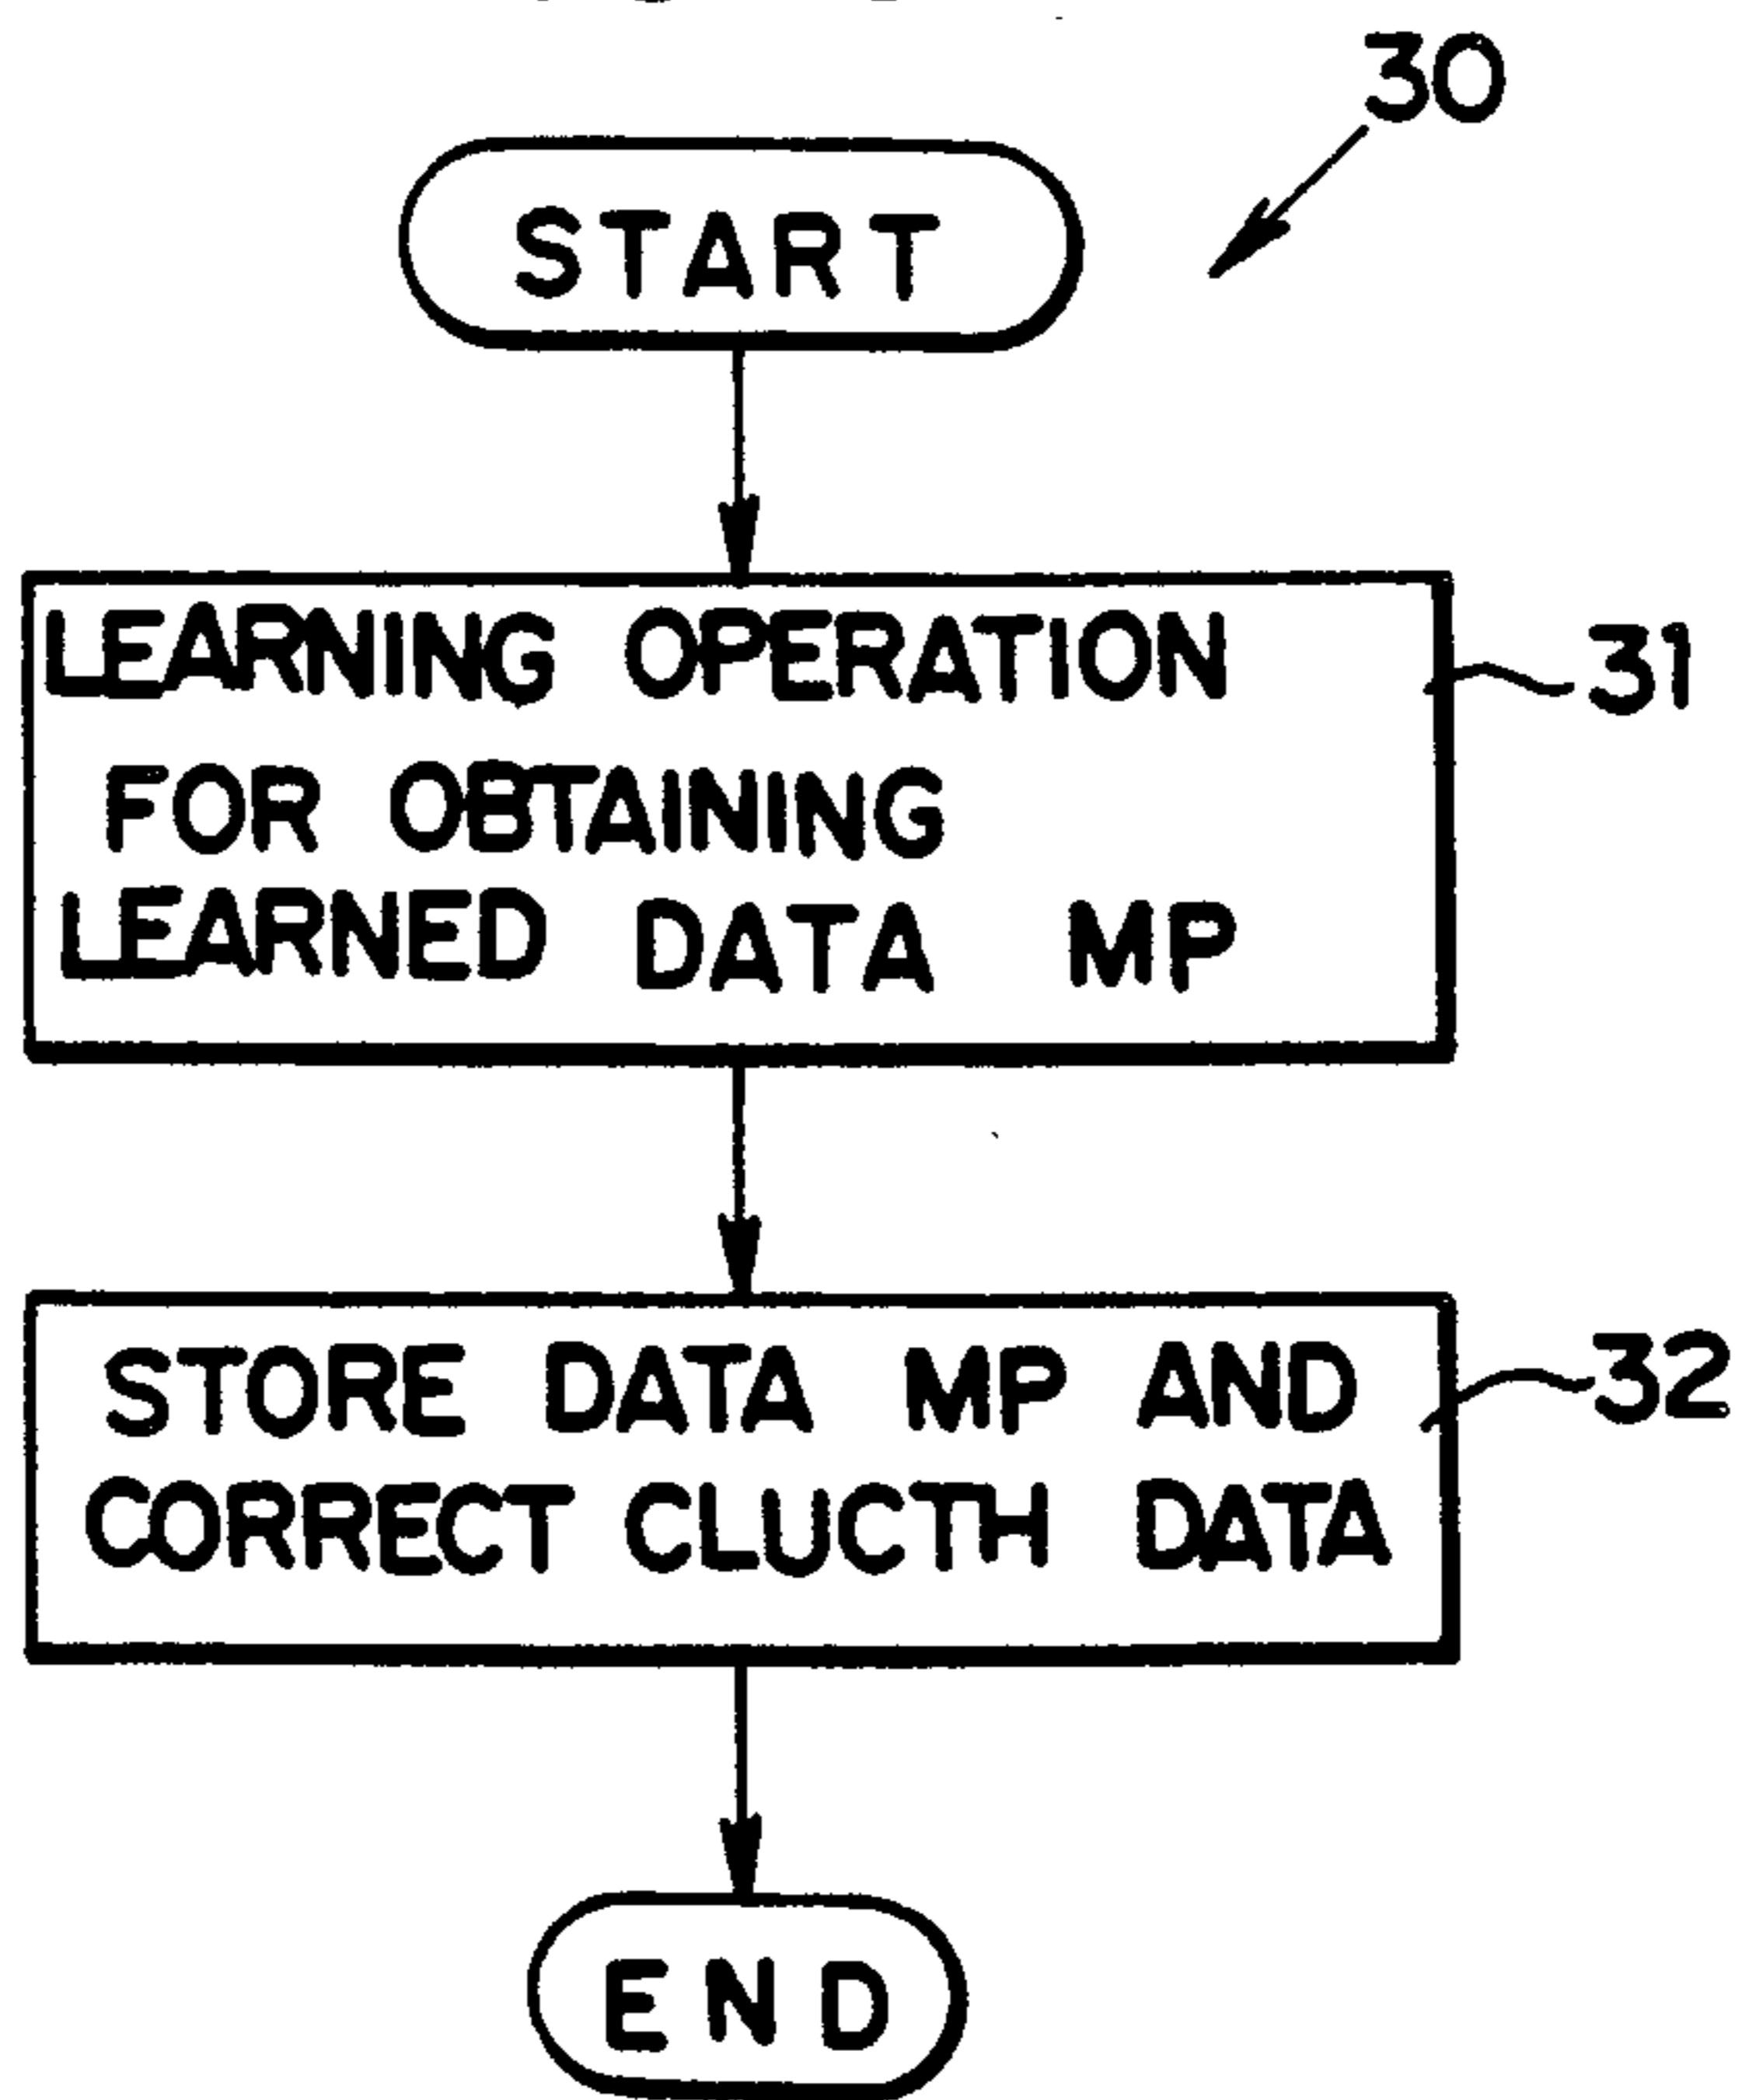 30
START
LEARNING OPERATION
31
FOR OBTAINING
LEARNED DATA MP
STORE DATA MP AND
32
CORRECT CLUCTH DATA
END